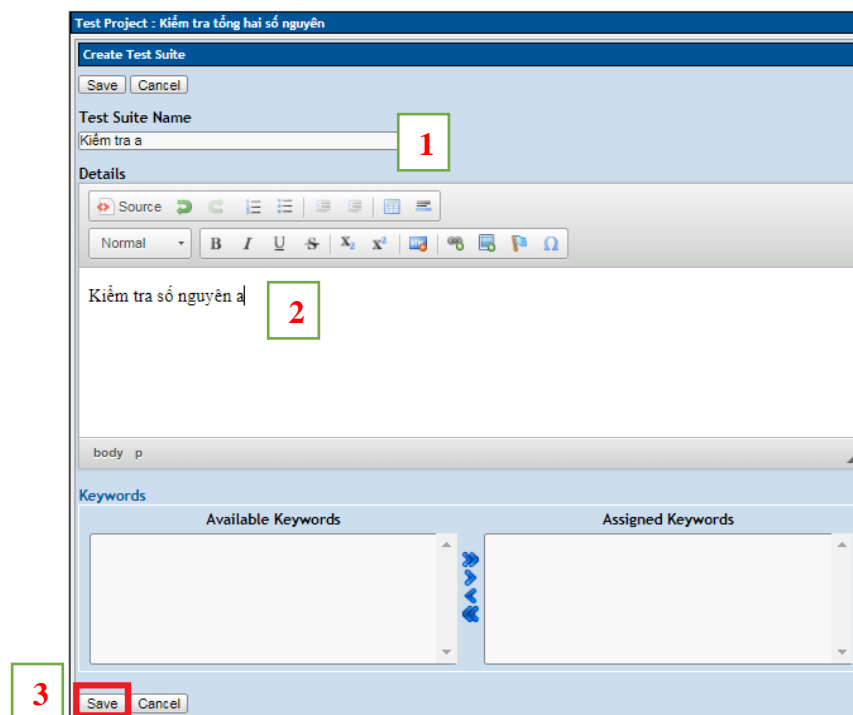 Test Project : Kiểm tra tổng hai số nguyên
Create Test Suite
Save Cancel
Test Suite Name
Kiểm tra a
1
Details
Source
Normal B I U S X₂ X² Ω
Kiểm tra số nguyên a
2
body p
Keywords
Available Keywords Assigned Keywords
3
Save Cancel